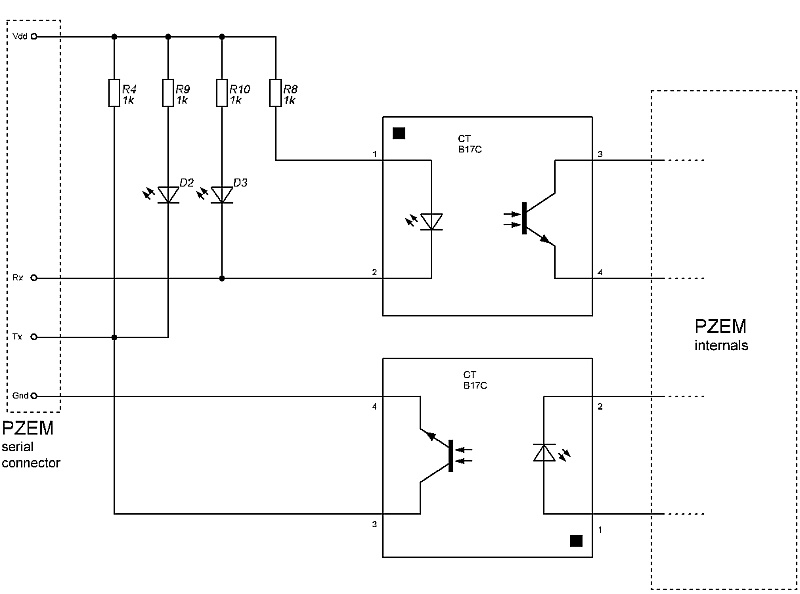 Vdd
R4
1k
R9
1k
R10
1k
R8
1k
CT
B17C
1
3
D2
D3
Rx
2
4
PZEM
internals
Tx
CT
B17C
Gnd
4
2
PZEM
serial
connector
3
1